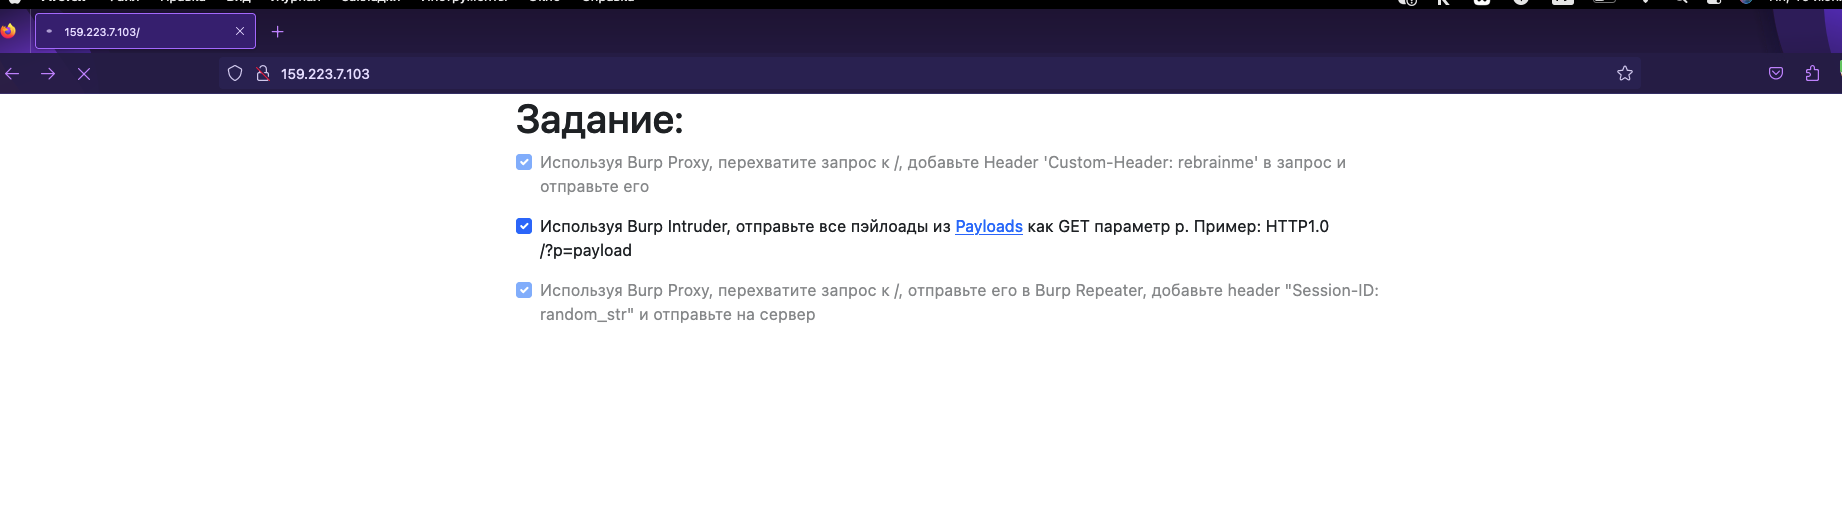 159.223.7.103/
159.223.7.103
Задание:
Используя Burp Proxy, перехватите запрос к /, добавьте Header 'Custom-Header: rebrainme' в запрос и
отправьте его
Используя Burp Intruder, отправьте все пэйлоады из Payloads как GET параметр p. Пример: HTTP1.0
/?p=payload
Используя Burp Proxy, перехватите запрос к /, отправьте его в Burp Repeater, добавьте header "Session-ID:
random_str" и отправьте на сервер